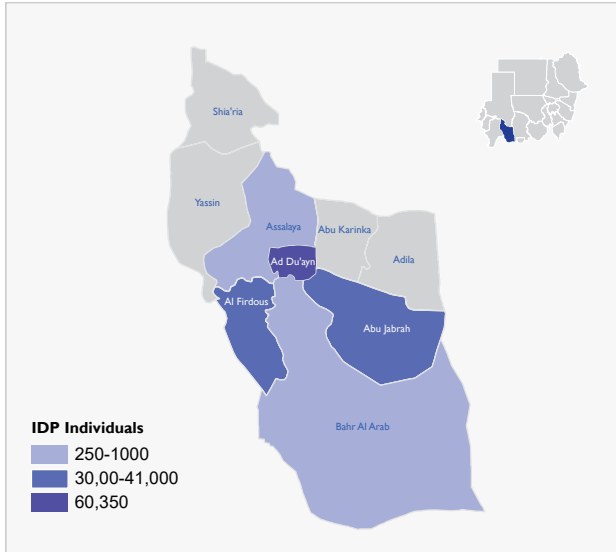 Shia'ria
Yassin
Assalaya
Abu Karinka
Ad Du'ayn
Adila
Al Firdous
Abu Jabrah
Bahr Al Arab
IDP Individuals
250-1000
30,00-41,000
60,350